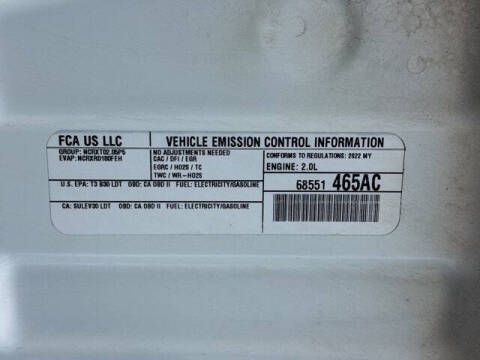 FCA US LLC
VEHICLE EMISSION CONTROL INFORMATION
GROUP: NCRXT02.05P5
EVAP: NCRXR0180FEH
NO ADJUSTMENTS NEEDED
CAC / DFI / EGR
EGRC / HO2S / TC
TWC / WR-HO2S
CONFORMS TO REGULATIONS: 2022 MY
ENGINE: 2.0L
68551 465AC
U.S. EPA: T3 B30 LDT OBD: CA OBD II FUEL: ELECTRICITY/GASOLINE
CA: SULEV30 LDT OBD: CA OBD II FUEL: ELECTRICITY/GASOLINE